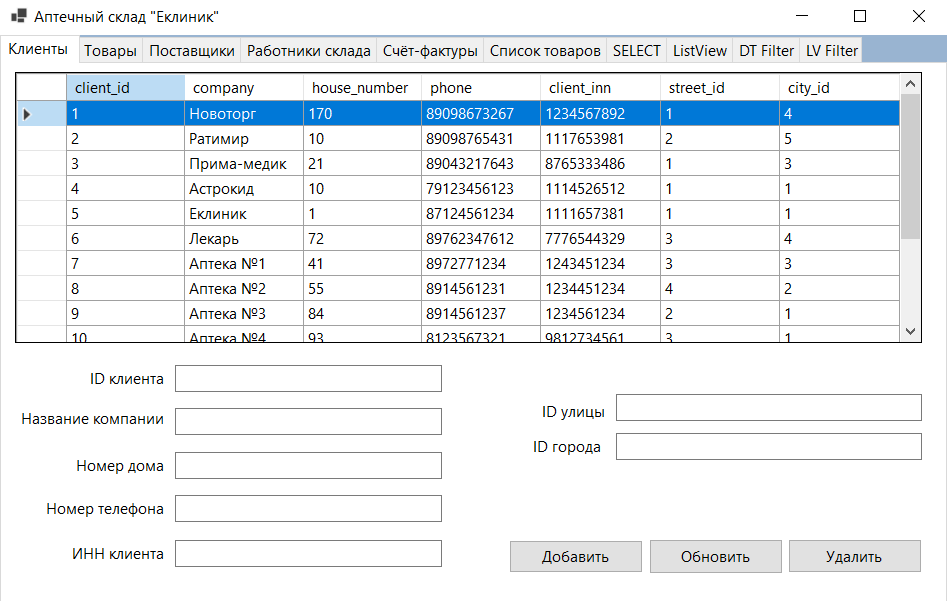 Аптечный склад "Еклиник"
Клиенты Товары Поставщики Работники склада Счёт-фактуры Список товаров SELECT ListView DT Filter LV Filter
client_id company house_number phone client_inn street_id city_id
1 Новоторг 170 89098673267 1234567892 1 4
2 Ратимир 10 89098765431 1117653981 2 5
3 Прима-медик 21 89043217643 8765333486 1 3
4 Астрокид 10 79123456123 1114526512 1 1
5 Еклиник 1 87124561234 1111657381 1 1
6 Лекарь 72 89762347612 7776544329 3 4
7 Аптека №1 41 8972771234 1243451234 3 3
8 Аптека №2 55 8914561231 1234451234 4 2
9 Аптека №3 84 8914561237 1234561234 2 1
10 Аптека №4 93 8123567321 9812734561 3 1
ID клиента
Название компании
ID улицы
ID города
Номер дома
Номер телефона
ИНН клиента
Добавить Обновить Удалить